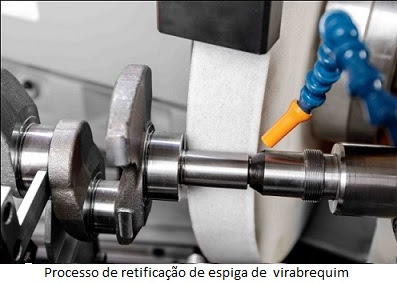 Processo de retificação de espiga de virabrequim